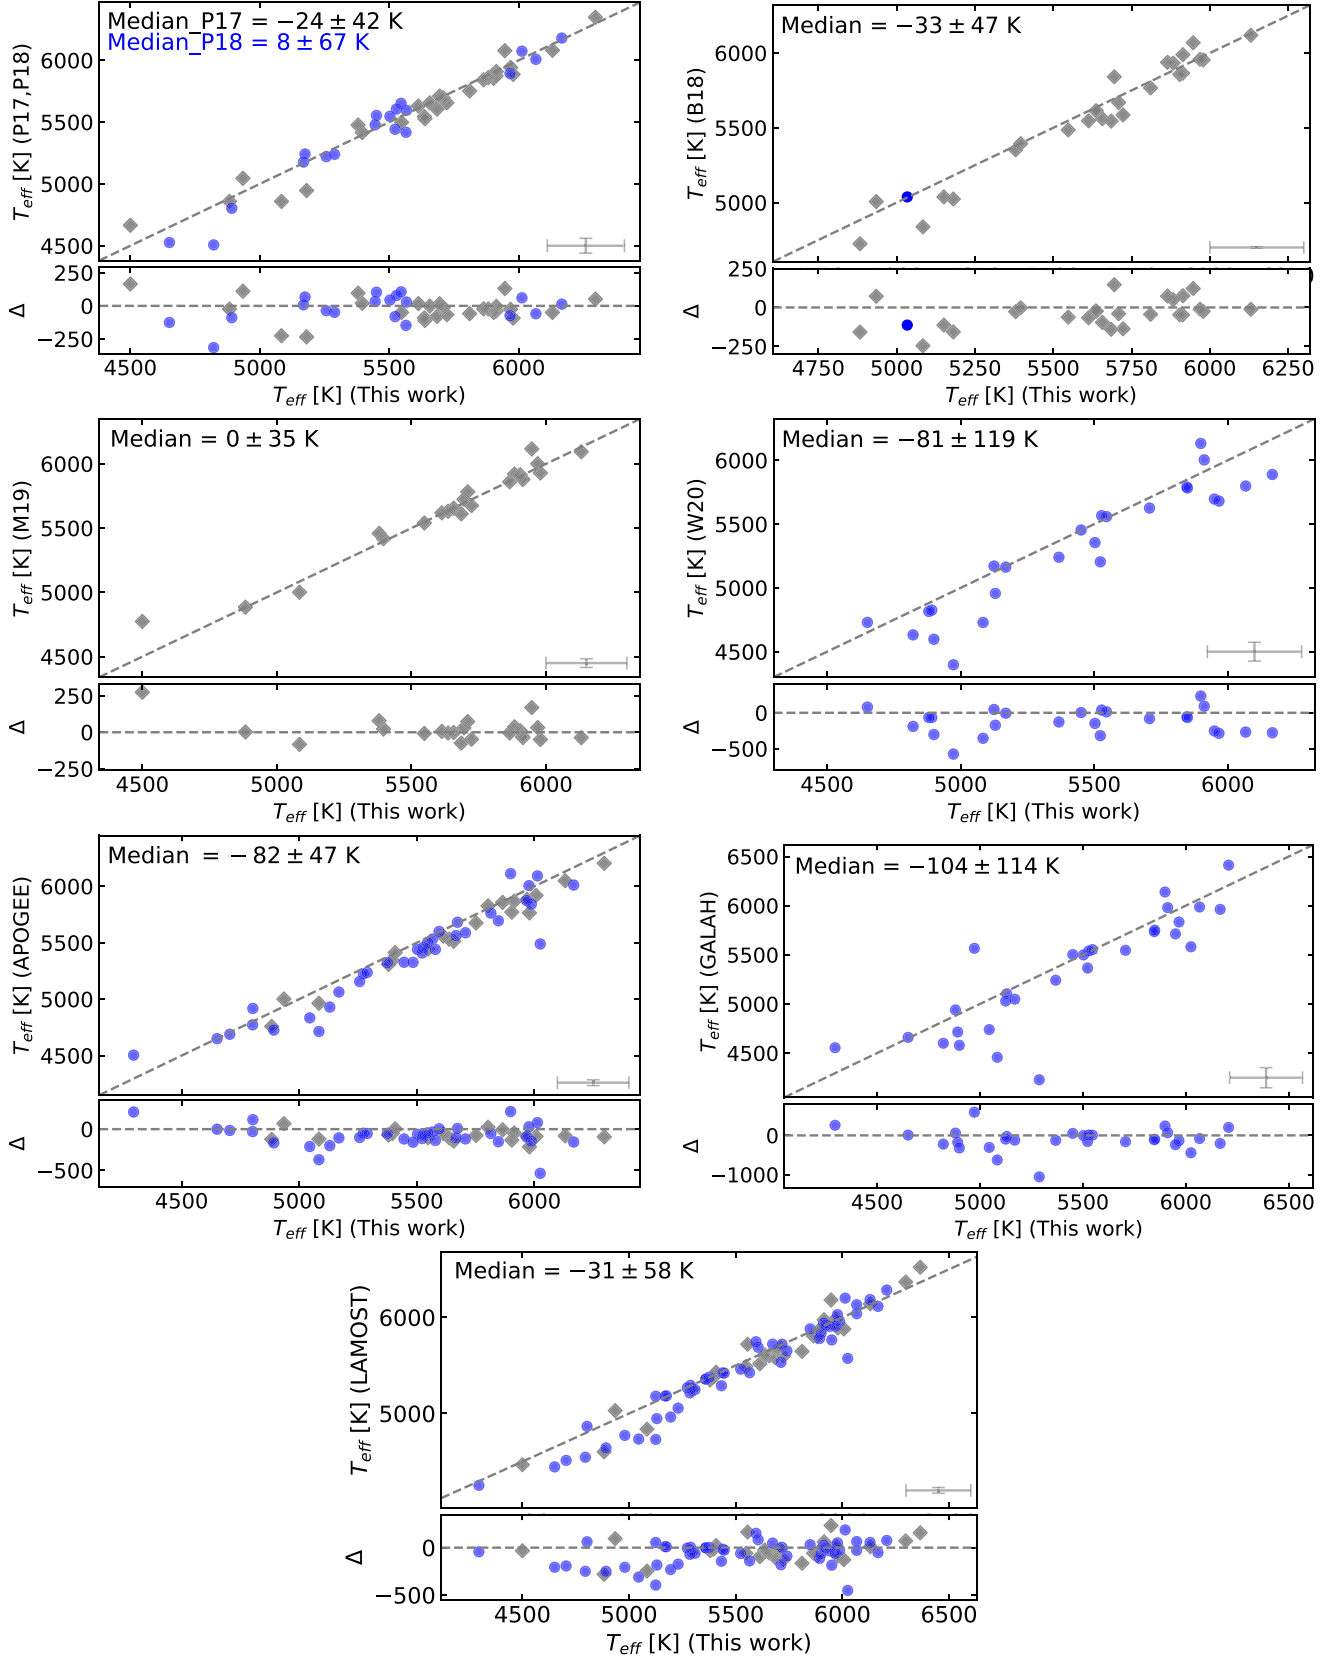 Median_P17 = −24 ± 42 K
Median_P18 = 8 ± 67 K
T_eff [K] (P17,P18)
6000
5500
5000
4500
250
0
−250
Δ
4500 5000 5500 6000
T_eff [K] (This work)
Median = −33 ± 47 K
T_eff [K] (B18)
6000
5500
5000
250
0
−250
Δ
4750 5000 5250 5500 5750 6000 6250
T_eff [K] (This work)
Median = 0 ± 35 K
T_eff [K] (M19)
6000
5500
5000
4500
250
0
−250
Δ
4500 5000 5500 6000
T_eff [K] (This work)
Median = −81 ± 119 K
T_eff [K] (W20)
6000
5500
5000
4500
0
−500
Δ
4500 5000 5500 6000
T_eff [K] (This work)
Median = − 82 ± 47 K
T_eff [K] (APOGEE)
6000
5500
5000
4500
0
−500
Δ
4500 5000 5500 6000
T_eff [K] (This work)
Median = −104 ± 114 K
T_eff [K] (GALAH)
6500
6000
5500
5000
4500
0
−1000
Δ
4500 5000 5500 6000 6500
T_eff [K] (This work)
Median = −31 ± 58 K
T_eff [K] (LAMOST)
6000
5000
0
−500
Δ
4500 5000 5500 6000 6500
T_eff [K] (This work)